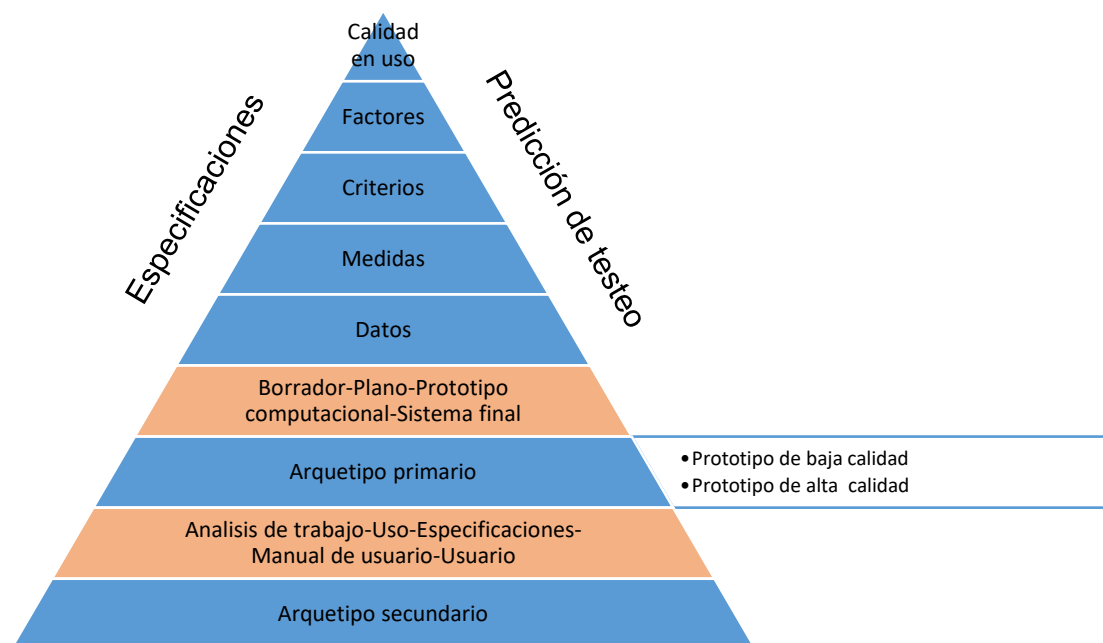 Calidad
en uso
Especificaciones
Predicción de testeo
Factores
Criterios
Medidas
Datos
Borrador-Plano-Prototipo
computacional-Sistema final
Arquetipo primario
•Prototipo de baja calidad
•Prototipo de alta calidad
Analisis de trabajo-Uso-Especificaciones-
Manual de usuario-Usuario
Arquetipo secundario